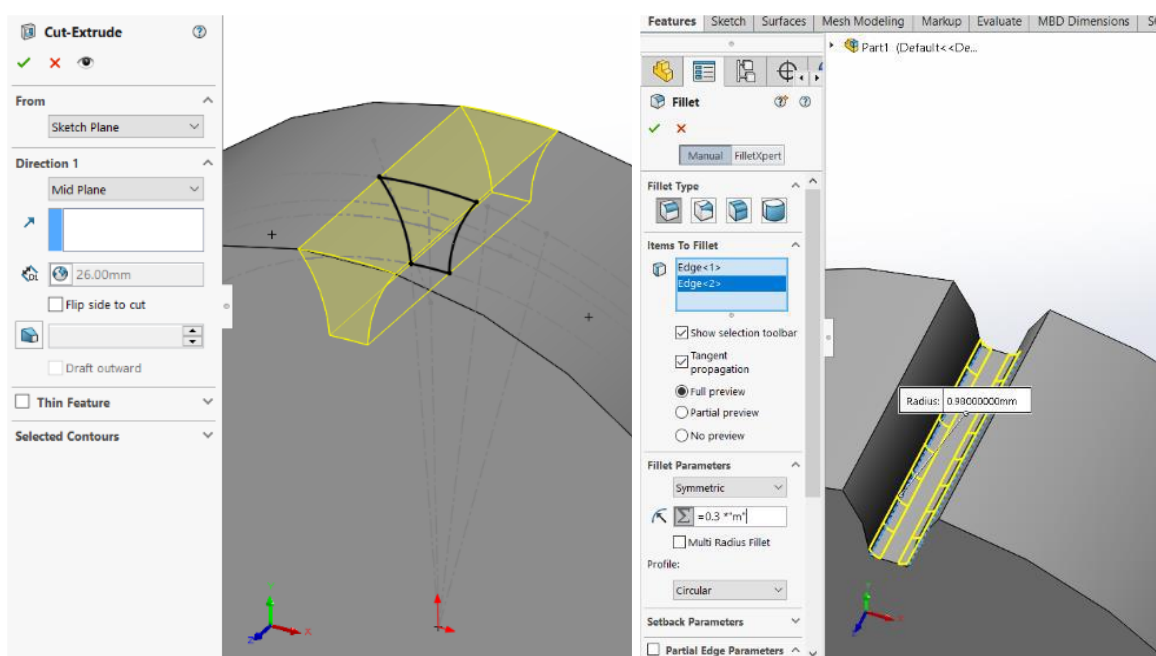 Cut-Extrude
From
Sketch Plane
Direction 1
Mid Plane
D1
26.00mm
Flip side to cut
Draft outward
Thin Feature
Selected Contours
Y
X
Z
Features Sketch Surfaces Mesh Modeling Markup Evaluate MBD Dimensions
Part1 (Default<<De...
Fillet
Manual FilletXpert
Fillet Type
Items To Fillet
Edge<1>
Edge<2>
Show selection toolbar
Tangent
propagation
Full preview
Partial preview
No preview
Fillet Parameters
Symmetric
=0.3 *"m"
Multi Radius Fillet
Profile:
Circular
Setback Parameters
Partial Edge Parameters
Radius: 0.98000000mm
X